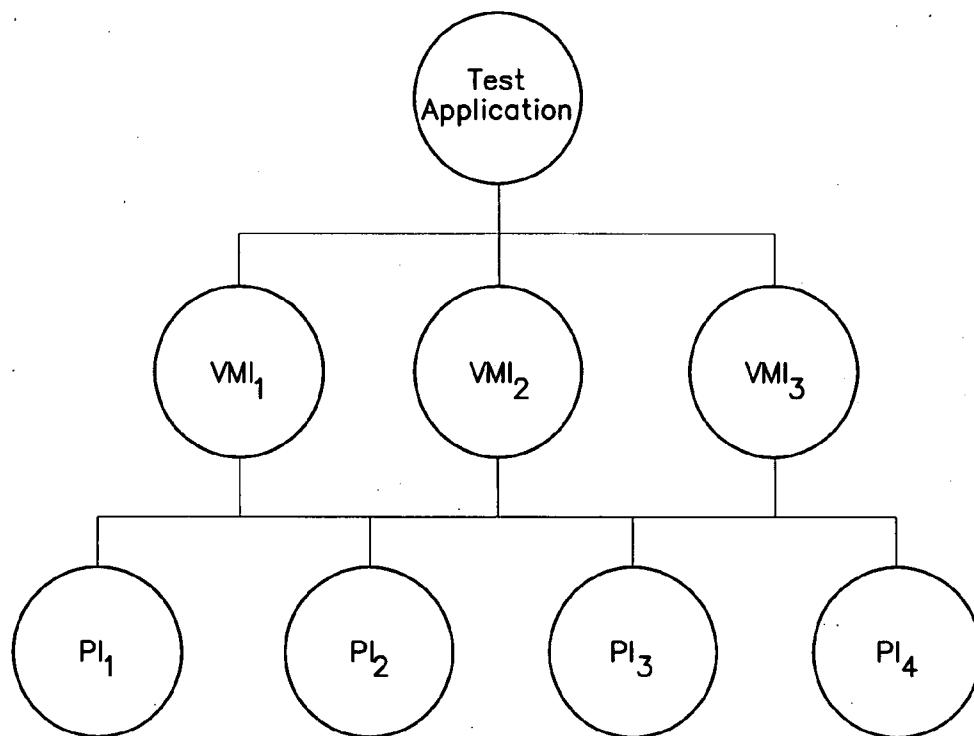 Test
Application
VMI1
VMI2
VMI3
PI1
PI2
PI3
PI4